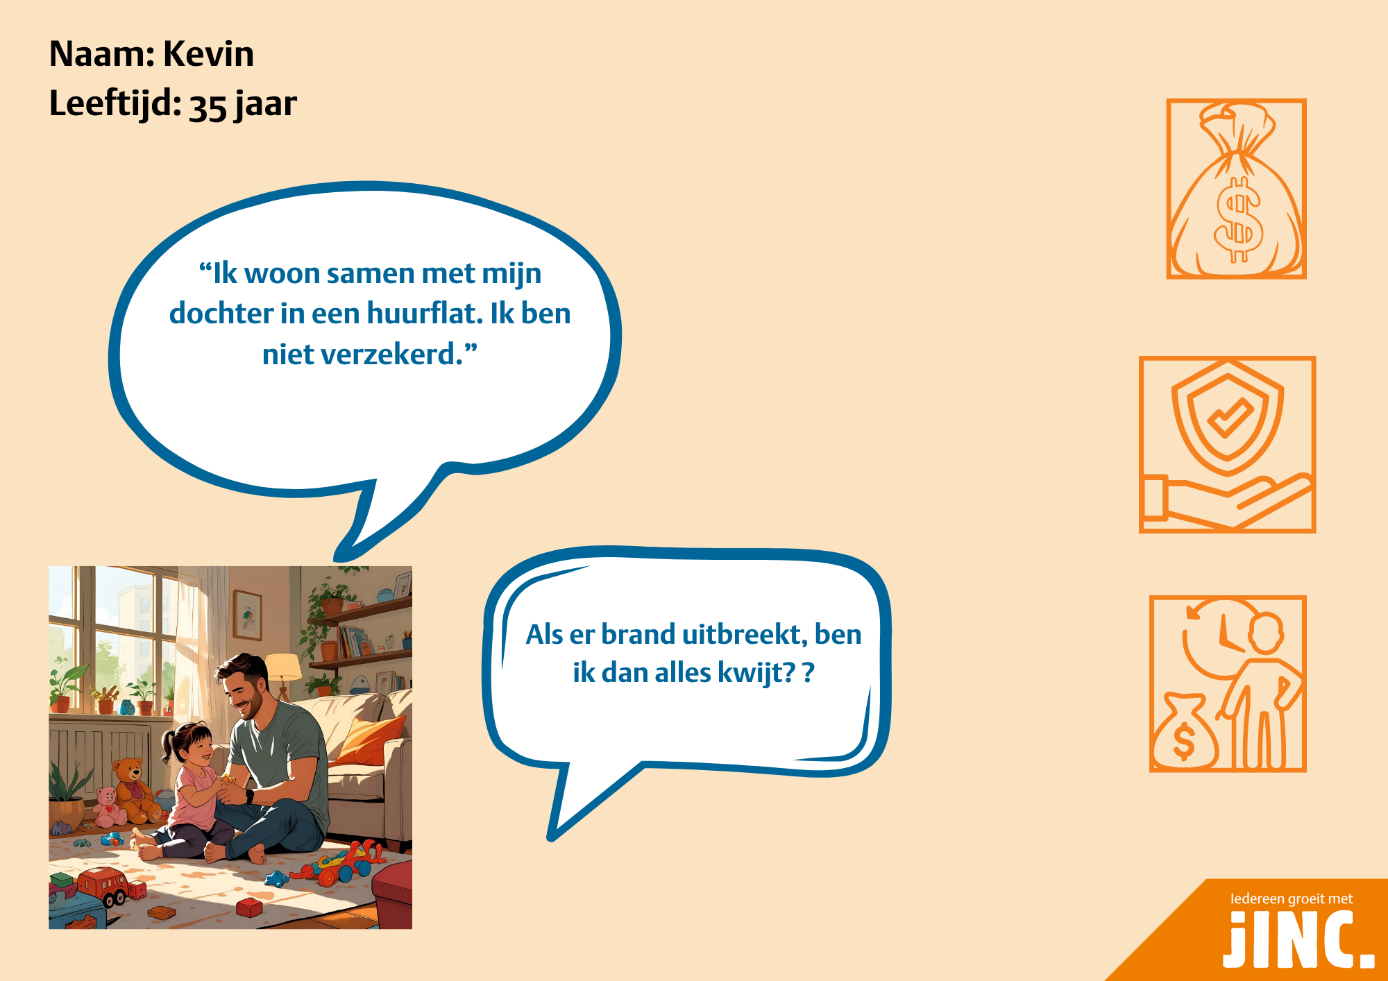 Naam: Kevin
Leeftijd: 35 jaar
“Ik woon samen met mijn
dochter in een huurflat. Ik ben
niet verzekerd.”
Als er brand uitbreekt, ben
ik dan alles kwijt? ?
$
$
Iedereen groeit met
jINC.